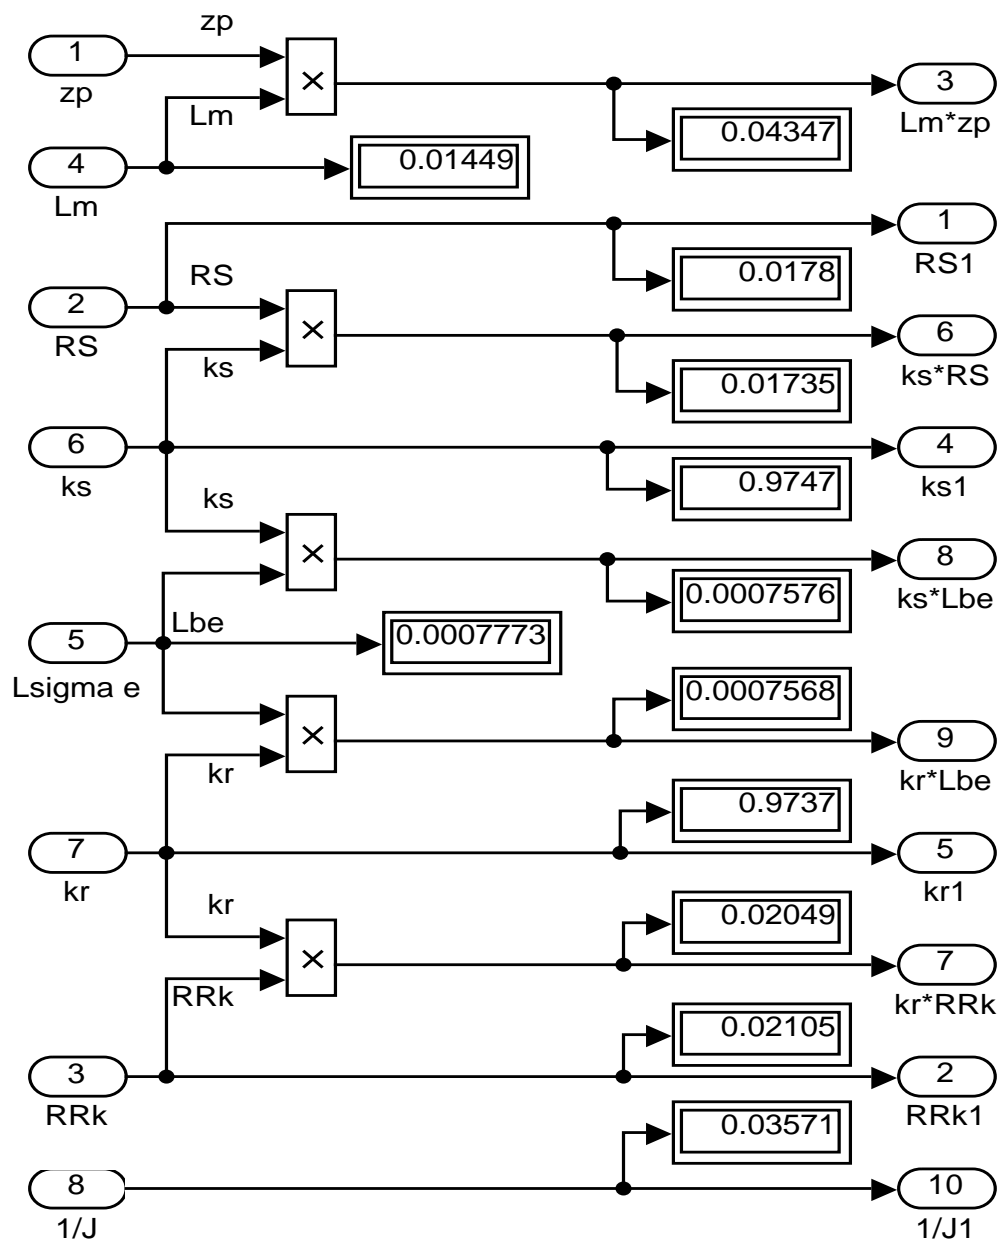 zp
1
zp
3
Lm*zp
Lm
0.04347
4
Lm
0.01449
1
RS1
RS
0.0178
2
RS
6
ks*RS
ks
0.01735
6
ks
4
ks1
ks
0.9747
8
ks*Lbe
0.0007576
Lbe
5
Lsigma e
0.0007773
0.0007568
9
kr*Lbe
kr
0.9737
7
kr
5
kr1
kr
0.02049
7
kr*RRk
RRk
0.02105
3
RRk
2
RRk1
0.03571
8
1/J
10
1/J1